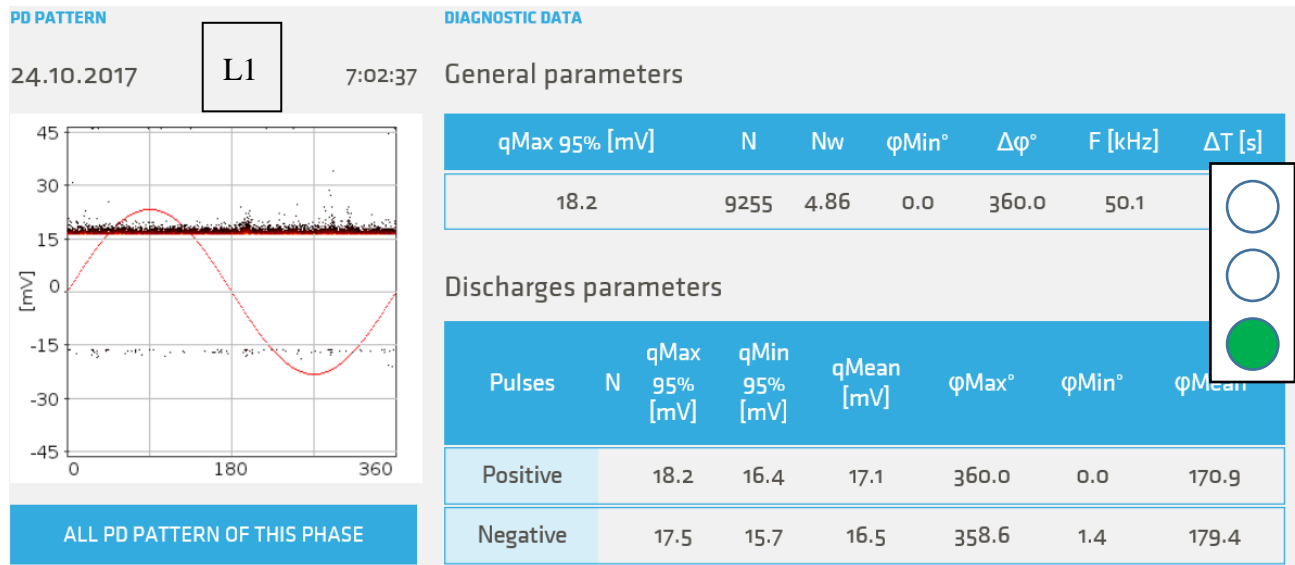 PD PATTERN
24.10.2017 L1 7:02:37
45
30
15
0
-15
-30
-45
[mV]
0 180 360
ALL PD PATTERN OF THIS PHASE
DIAGNOSTIC DATA
General parameters
qMax 95% [mV] N Nw φMin° Δφ° F [kHz] ΔT [s]
18.2 9255 4.86 0.0 360.0 50.1
Discharges parameters
Pulses N qMax 95% [mV] qMin 95% [mV] qMean [mV] φMax° φMin° φMean°
Positive 18.2 16.4 17.1 360.0 0.0 170.9
Negative 17.5 15.7 16.5 358.6 1.4 179.4